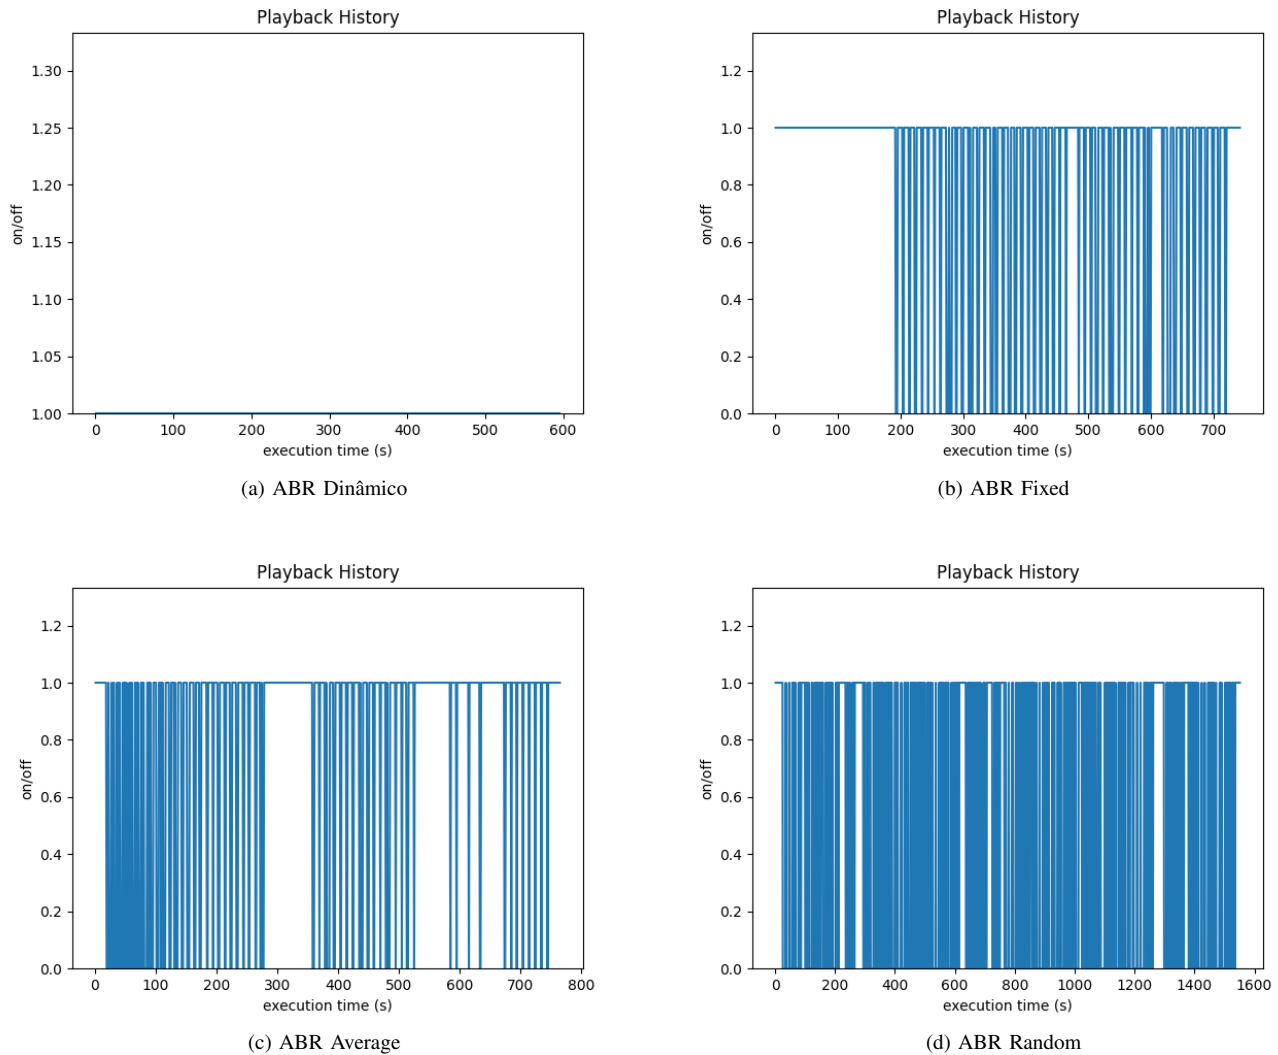 Playback History
1.30
1.25
1.20
1.15
1.10
1.05
1.00
on/off
0 100 200 300 400 500 600
execution time (s)
(a) ABR Dinâmico
Playback History
1.2
1.0
0.8
0.6
0.4
0.2
0.0
on/off
0 100 200 300 400 500 600 700
execution time (s)
(b) ABR Fixed
Playback History
1.2
1.0
0.8
0.6
0.4
0.2
0.0
on/off
0 100 200 300 400 500 600 700 800
execution time (s)
(c) ABR Average
Playback History
1.2
1.0
0.8
0.6
0.4
0.2
0.0
on/off
0 200 400 600 800 1000 1200 1400 1600
execution time (s)
(d) ABR Random